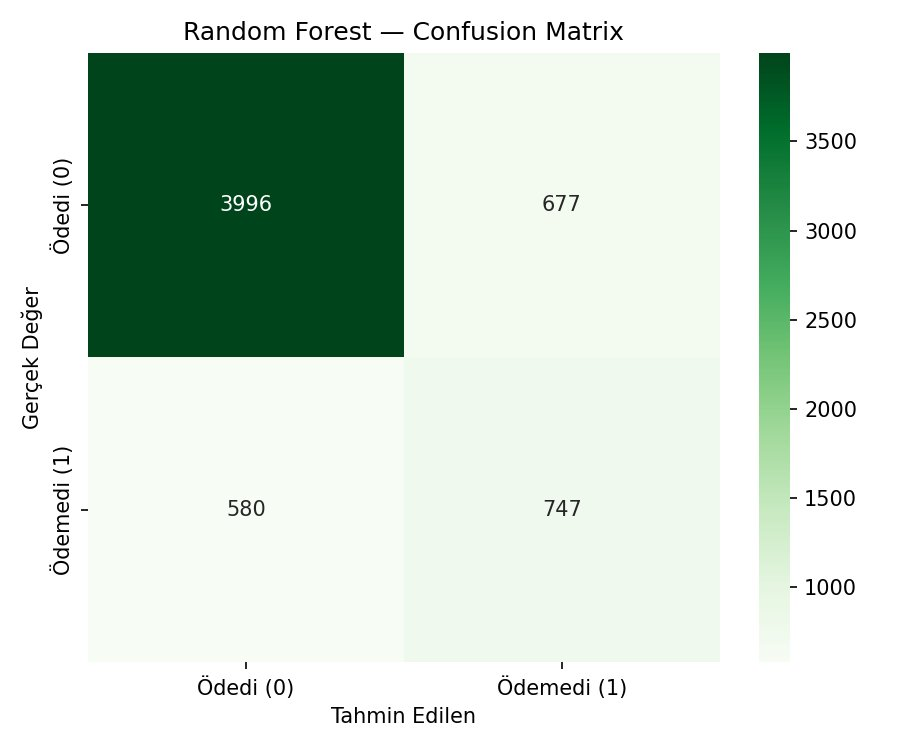 Random Forest — Confusion Matrix
Gerçek Değer
Ödedi (0)
3996
677
Ödemedi (1)
580
747
Ödedi (0)
Ödemedi (1)
Tahmin Edilen
3500
3000
2500
2000
1500
1000